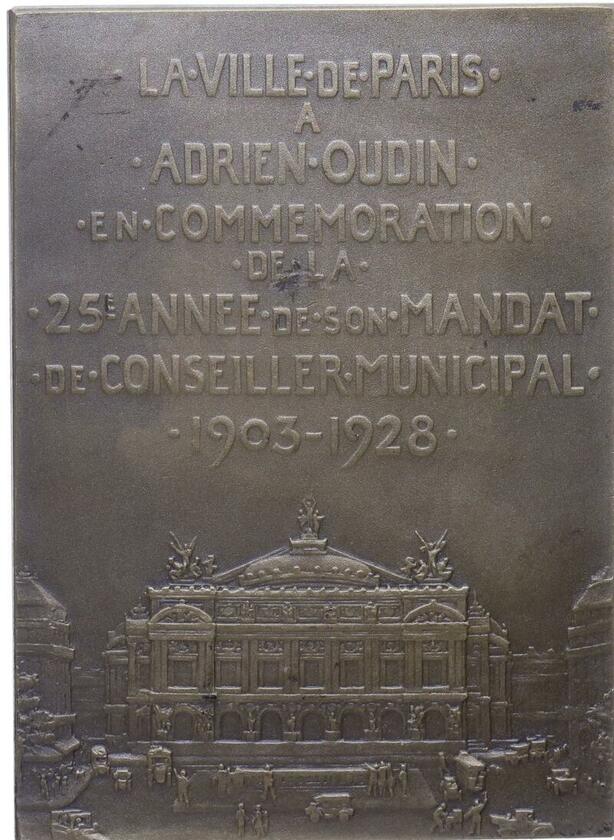 ·LA·VILLE·DE·PARIS·
A
·ADRIEN·OUDIN·
·EN·COMMEMORATION·
·DE·LA·
·25E ANNEE·DE·SON·MANDAT·
·DE·CONSEILLER·MUNICIPAL·
·1903-1928·